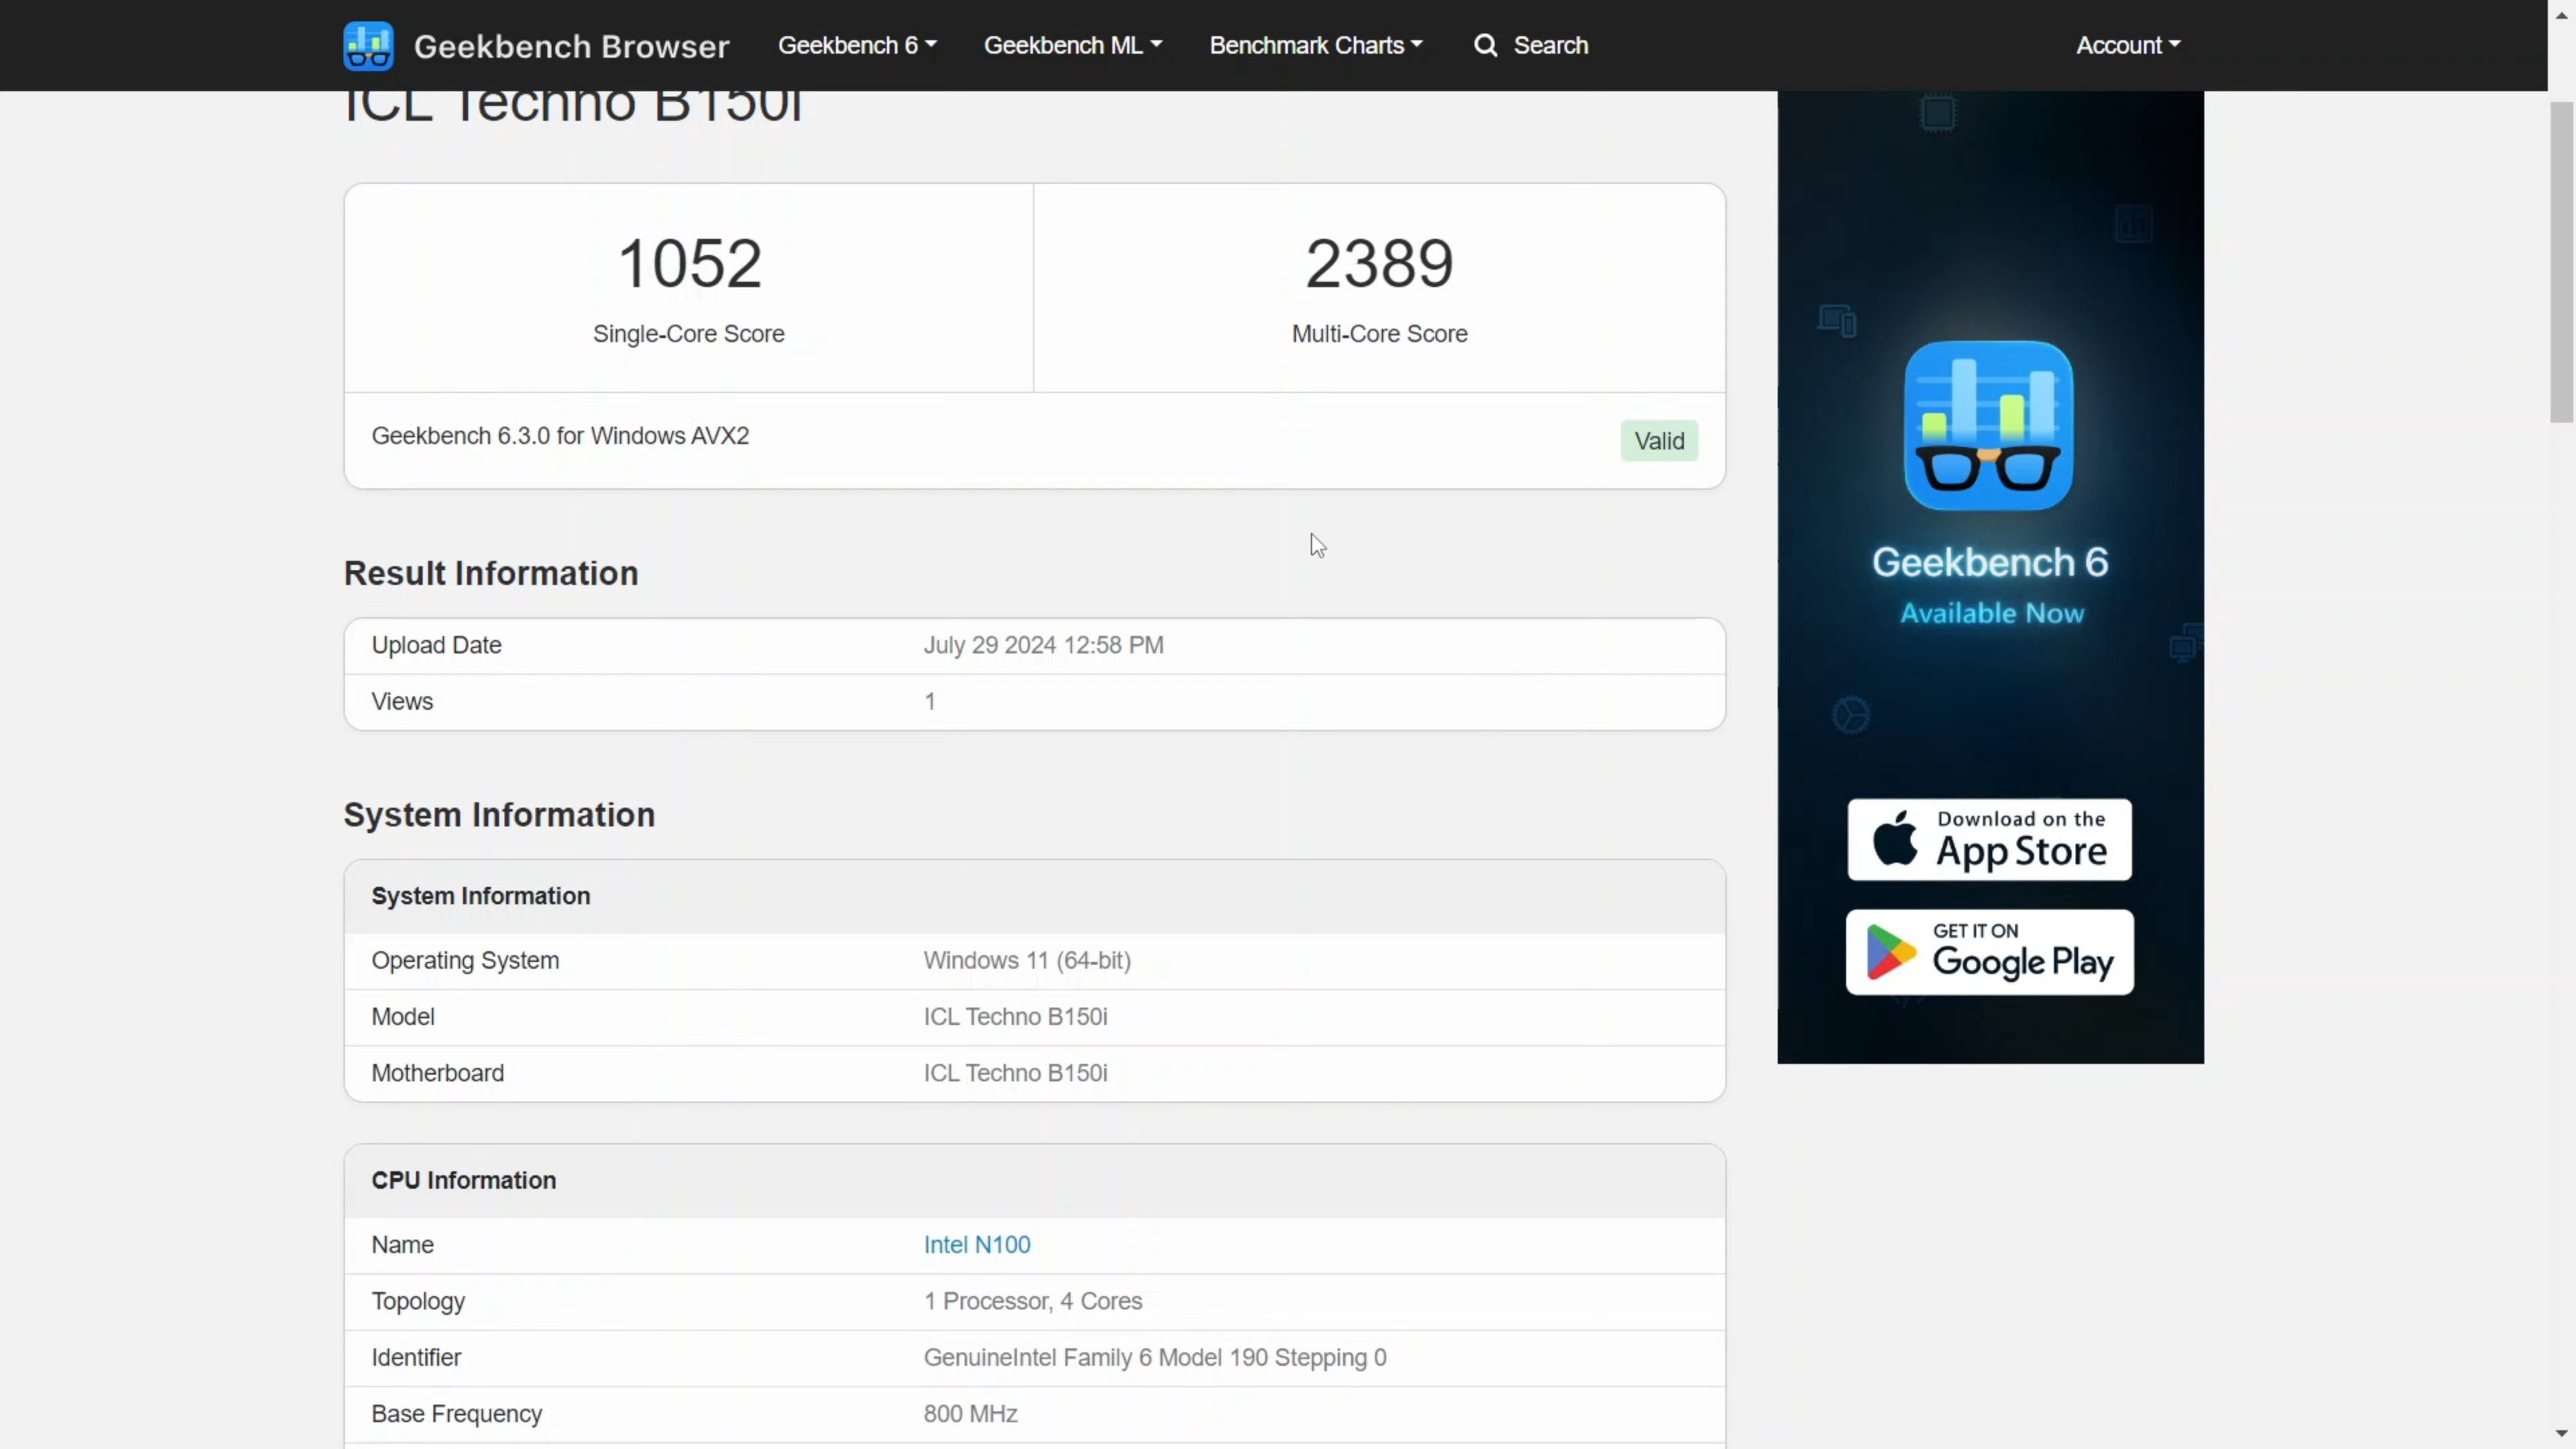 Geekbench Browser Geekbench 6 Geekbench ML Benchmark Charts Search Account
ICL Techno B150i
1052 2389
Single-Core Score Multi-Core Score
Geekbench 6.3.0 for Windows AVX2 Valid
Result Information
Upload Date July 29 2024 12:58 PM
Views 1
System Information
System Information
Operating System Windows 11 (64-bit)
Model ICL Techno B150i
Motherboard ICL Techno B150i
CPU Information
Name Intel N100
Topology 1 Processor, 4 Cores
Identifier GenuineIntel Family 6 Model 190 Stepping 0
Base Frequency 800 MHz
Geekbench 6
Available Now
Download on the
App Store
GET IT ON
Google Play